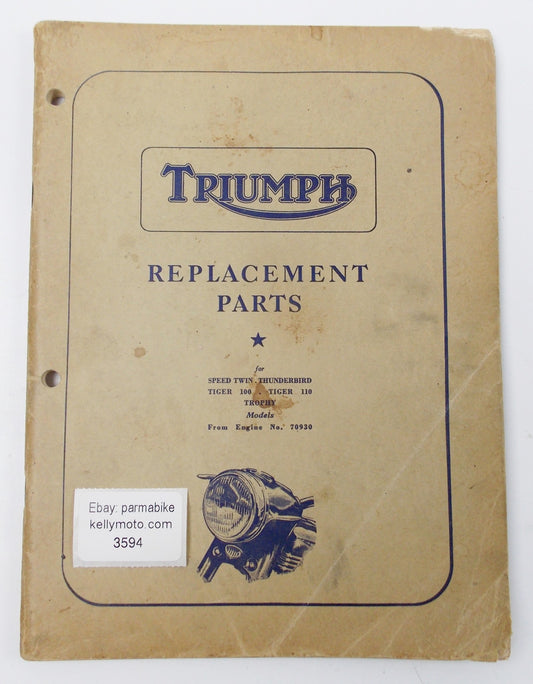 TRIUMPH
REPLACEMENT
PARTS
for
SPEED TWIN . THUNDERBIRD
TIGER 100 . TIGER 110
TROPHY
Models
From Engine No. 70930
Ebay: parmabike
kellymoto.com
3594